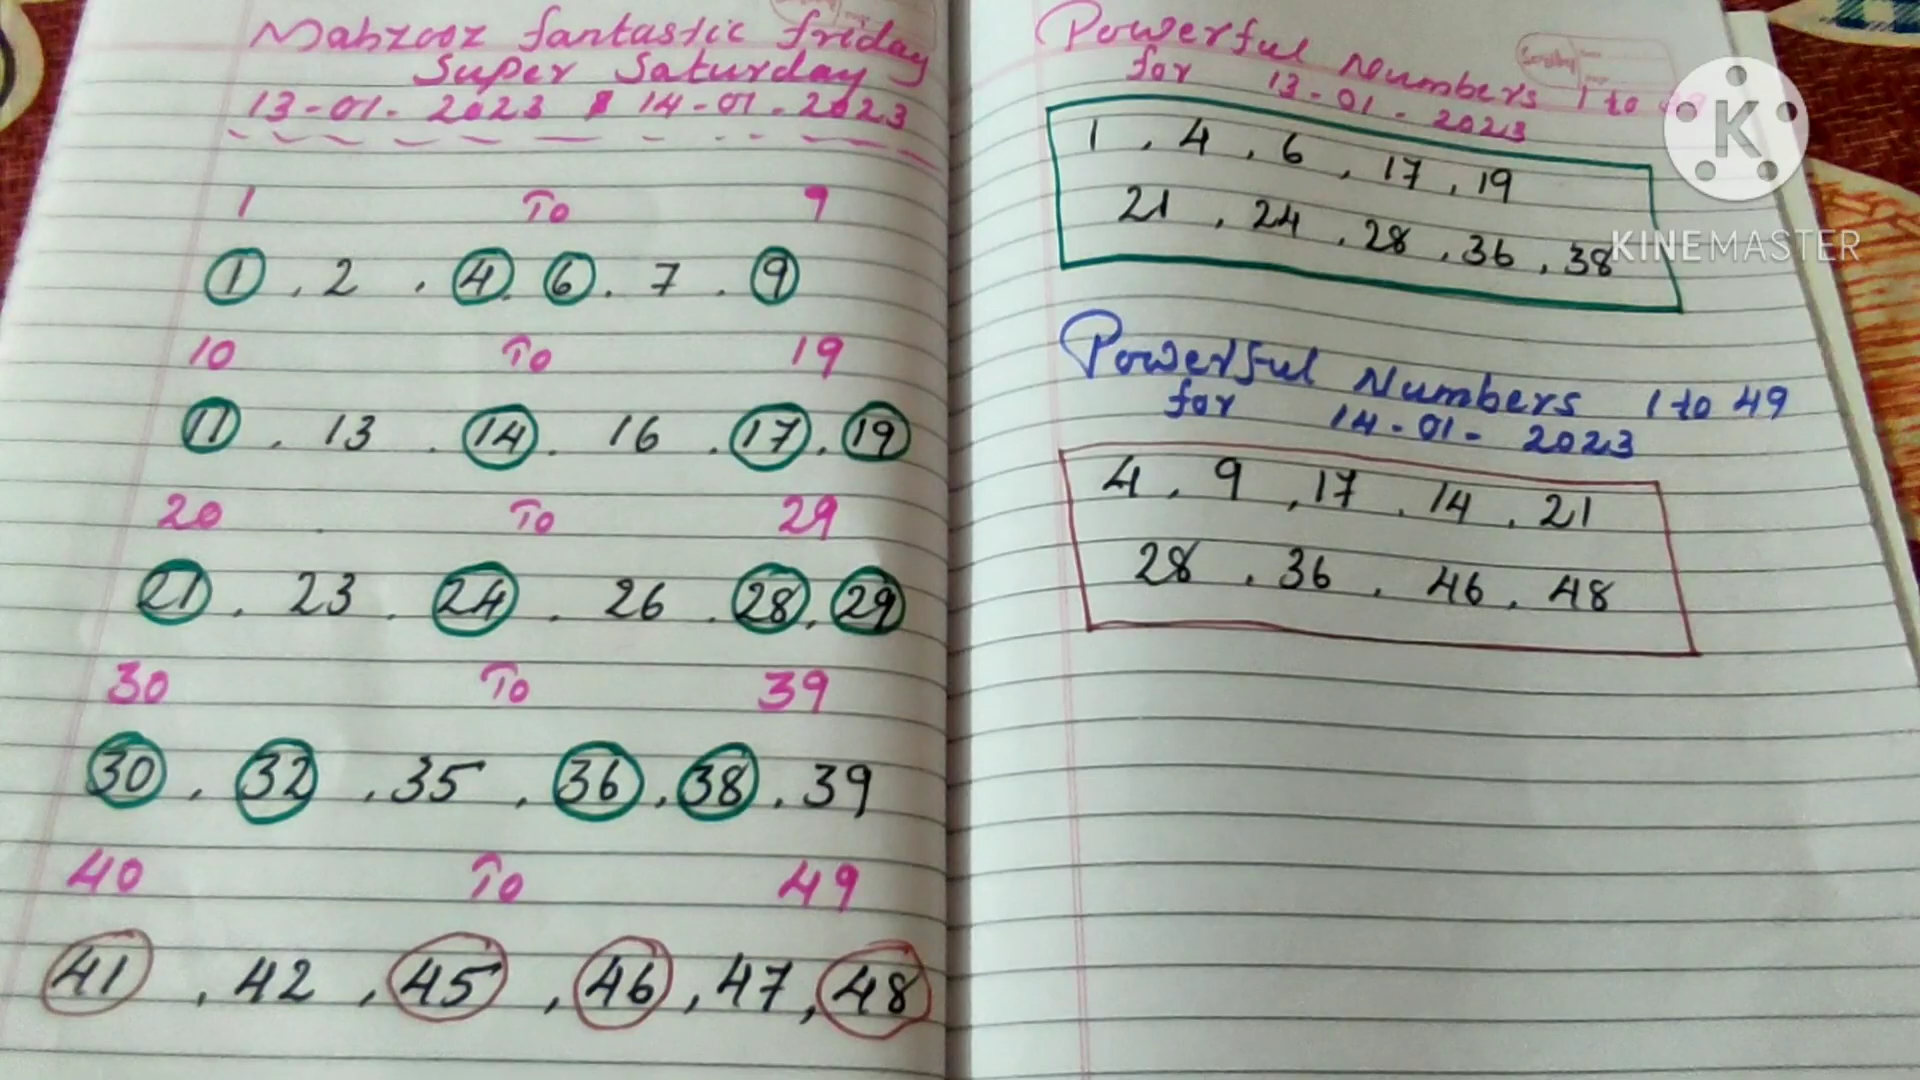 Mahzooz fantastic friday
Super Saturday
13-01-2023 & 14-01-2023
1 To 9
1 . 2 . 4 . 6 . 7 . 9
10 To 19
11 . 13 . 14 . 16 . 17 . 19
20 To 29
21 . 23 . 24 . 26 . 28 . 29
30 To 39
30 . 32 . 35 . 36 . 38 . 39
40 To 49
41 , 42 , 45 , 46 , 47 , 48
Powerful Numbers 1 to
for 13-01-2023
1 , 4 , 6 , 17 , 19
21 , 24 , 28 , 36 , 38
Powerful Numbers 1 to 49
for 14-01-2023
4 , 9 , 17 , 14 , 21
28 , 36 , 46 , 48
K
KINEMASTER